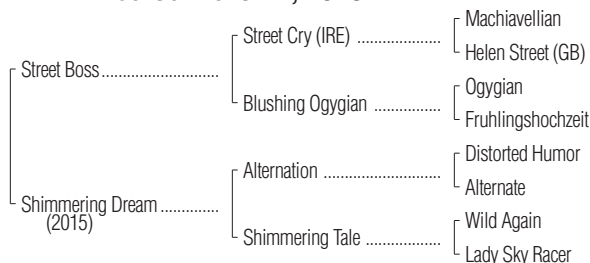 Machiavellian
Street Cry (IRE) ..................
Helen Street (GB)
Street Boss..........................
Ogygian
Blushing Ogygian ................
Fruhlingshochzeit
Distorted Humor
Alternation .........................
Alternate
Shimmering Dream .............
(2015)
Wild Again
Shimmering Tale .................
Lady Sky Racer